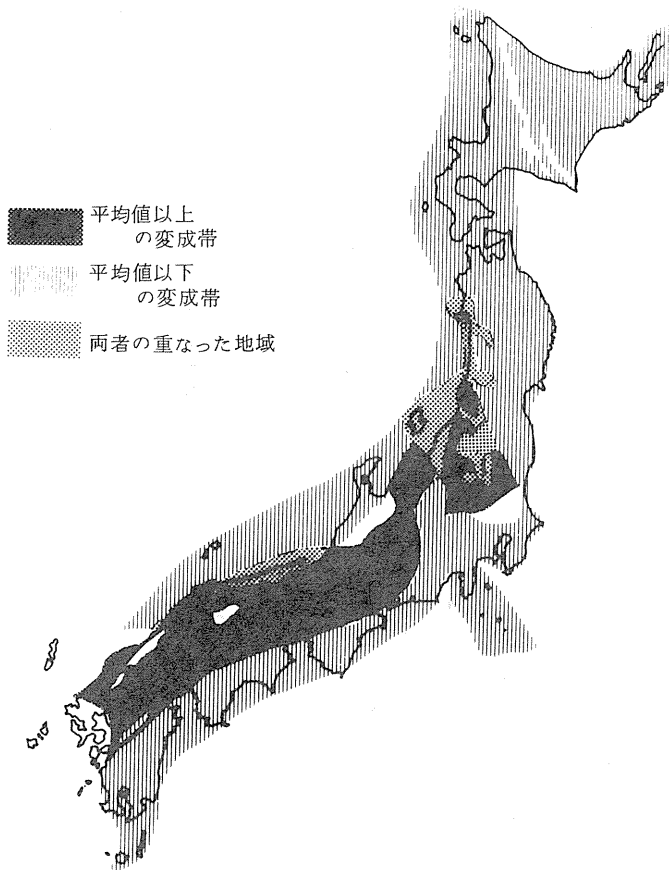 平均値以上
の変成帯
平均値以下
の変成帯
両者の重なった地域